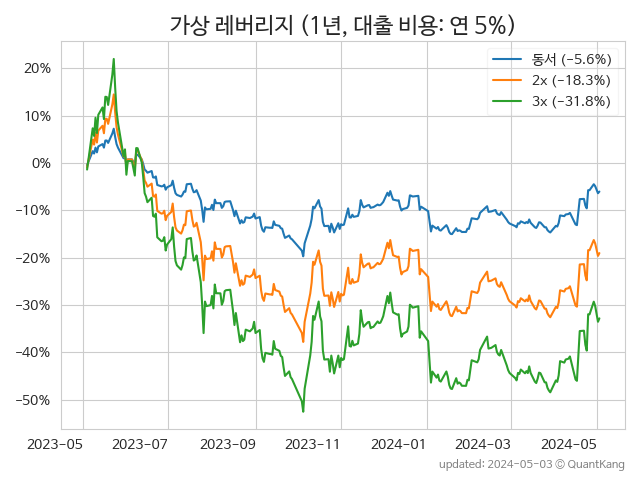 가상 레버리지 (1년, 대출 비용: 연 5%)
동서 (−5.6%)
2x (−18.3%)
3x (−31.8%)
20%
10%
0%
−10%
−20%
−30%
−40%
−50%
2023-05 2023-07 2023-09 2023-11 2024-01 2024-03 2024-05
updated: 2024-05-03 ⓒ QuantKang